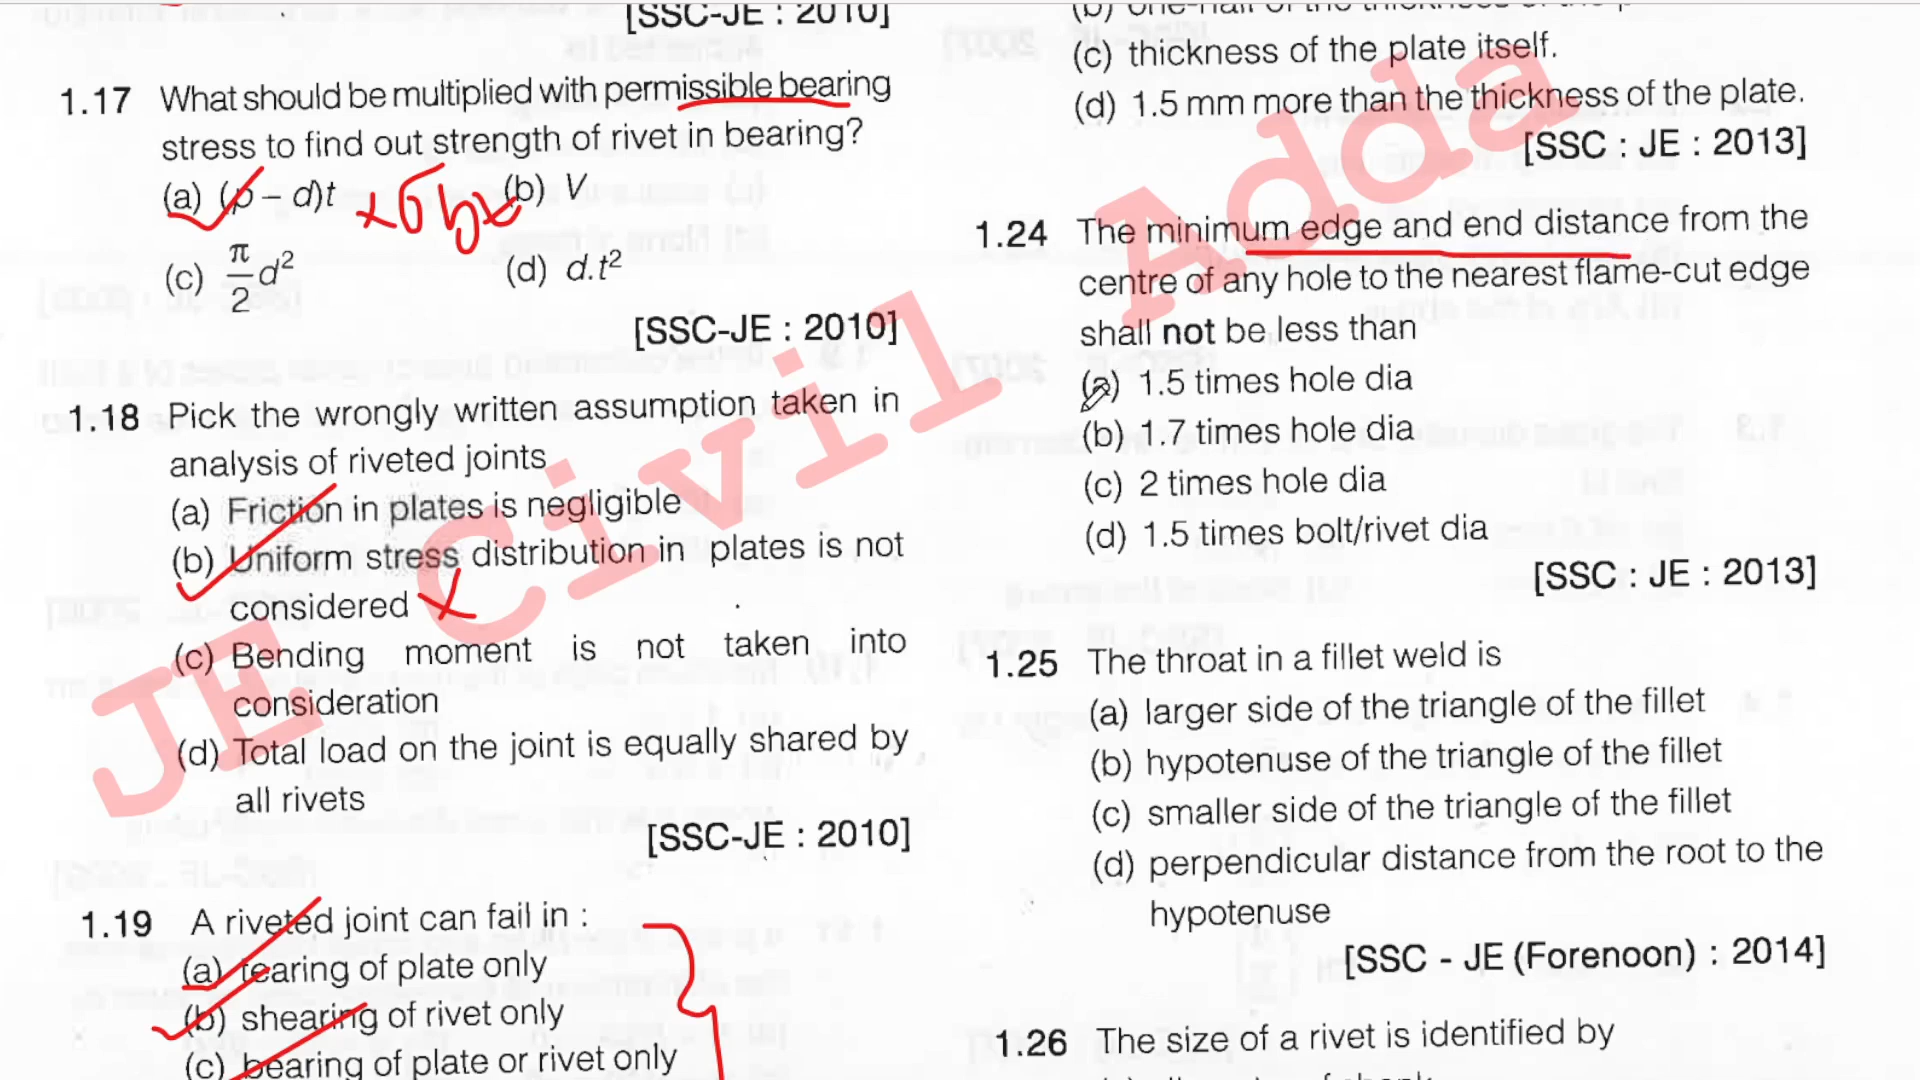 [SSC-JE : 2010]
1.17 What should be multiplied with permissible bearing
stress to find out strength of rivet in bearing?
(a) (p – d)t ×σbx (b) V
(c) π/2 d² (d) d.t²
[SSC-JE : 2010]
1.18 Pick the wrongly written assumption taken in
analysis of riveted joints
(a) Friction in plates is negligible
(b) Uniform stress distribution in plates is not
considered
(c) Bending moment is not taken into
consideration
(d) Total load on the joint is equally shared by
all rivets
[SSC-JE : 2010]
1.19 A riveted joint can fail in :
(a) tearing of plate only
(b) shearing of rivet only
(c) bearing of plate or rivet only
(b) one-half of the thickness of the
(c) thickness of the plate itself.
(d) 1.5 mm more than the thickness of the plate.
[SSC : JE : 2013]
1.24 The minimum edge and end distance from the
centre of any hole to the nearest flame-cut edge
shall not be less than
(a) 1.5 times hole dia
(b) 1.7 times hole dia
(c) 2 times hole dia
(d) 1.5 times bolt/rivet dia
[SSC : JE : 2013]
1.25 The throat in a fillet weld is
(a) larger side of the triangle of the fillet
(b) hypotenuse of the triangle of the fillet
(c) smaller side of the triangle of the fillet
(d) perpendicular distance from the root to the
hypotenuse
[SSC - JE (Forenoon) : 2014]
1.26 The size of a rivet is identified by
JE Civil Adda